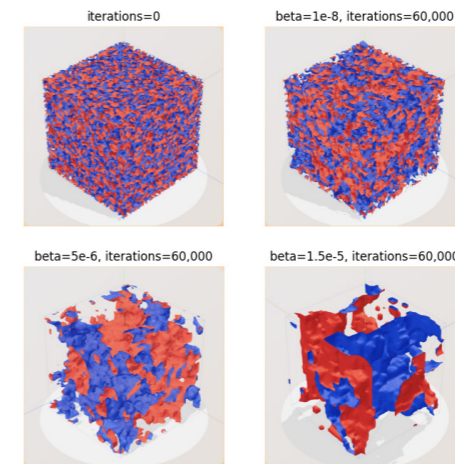 iterations=0
beta=1e-8, iterations=60,000
beta=5e-6, iterations=60,000
beta=1.5e-5, iterations=60,000